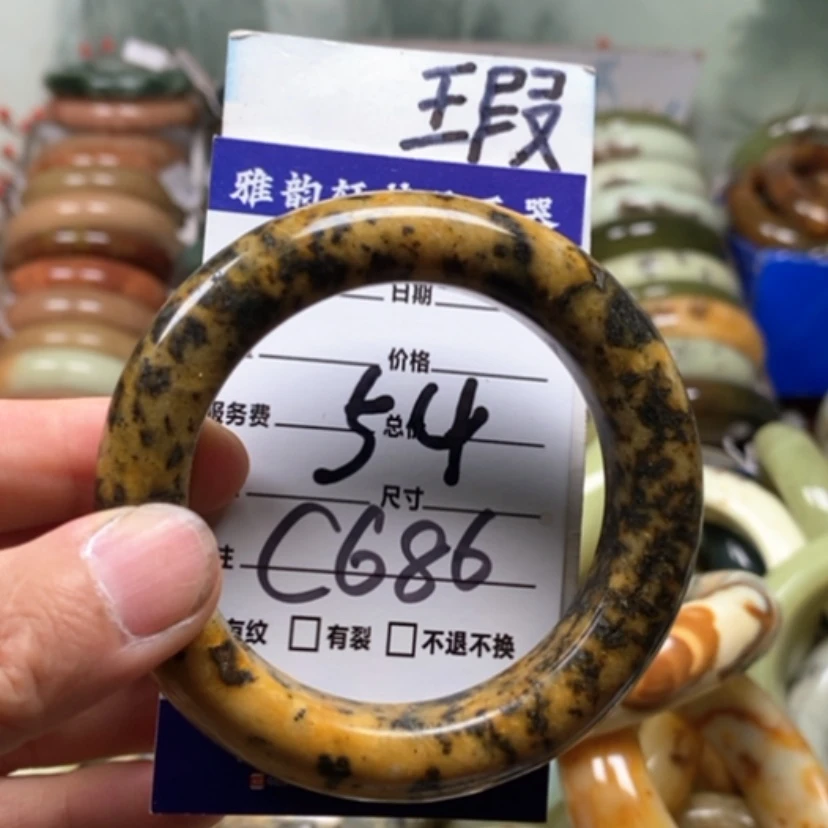 瑕
雅韵轩
器
日期
价格
服务费
总
54
尺寸
C686
有纹 有裂 不退不换